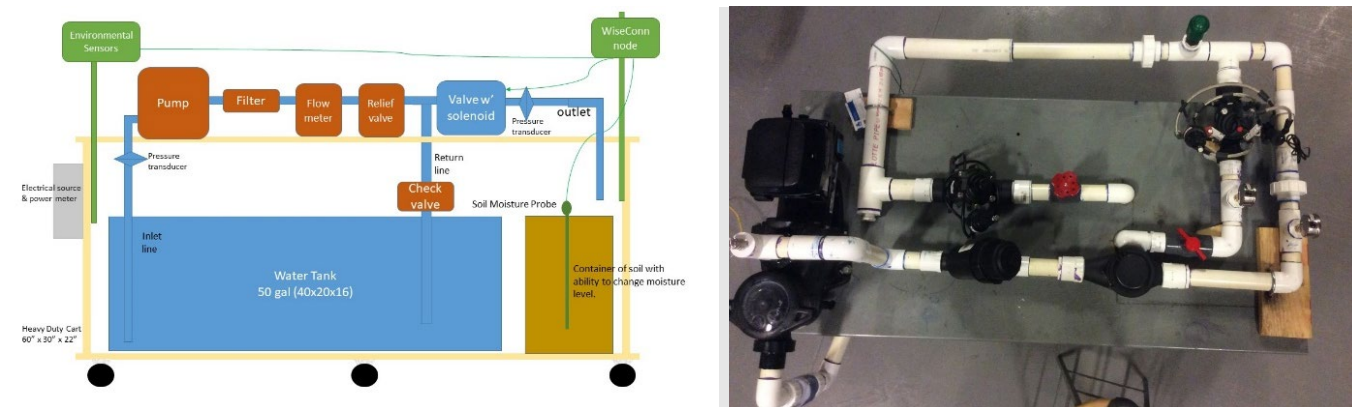 Environmental
Sensors
WiseConn
node
Pump
Filter
Flow
meter
Relief
valve
Valve w’
solenoid
outlet
Pressure
transducer
Pressure
transducer
Return
line
Electrical source
& power meter
Check
valve
Soil Moisture Probe
Inlet
line
Water Tank
50 gal (40x20x16)
Container of soil with
ability to change moisture
level.
Heavy Duty Cart
60” x 30” x 22”